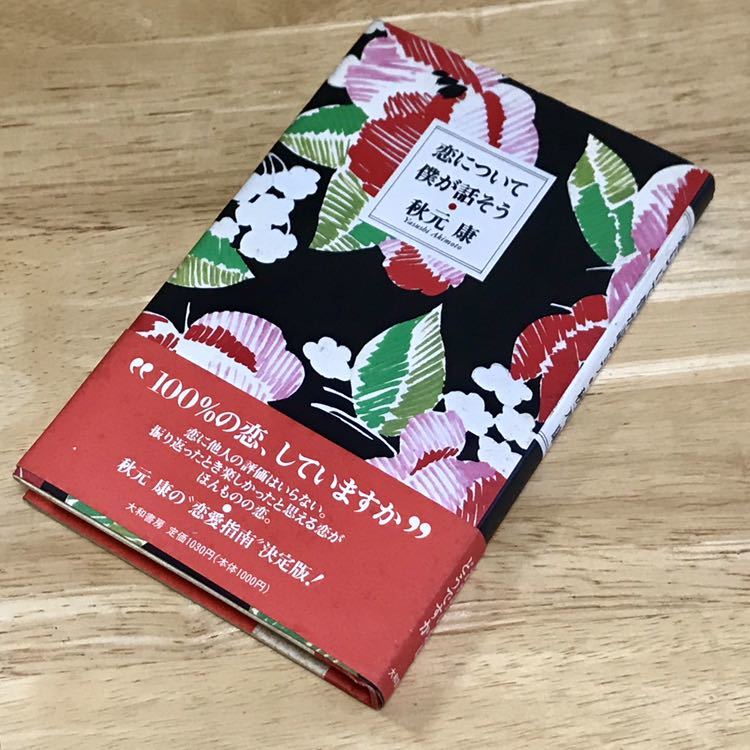 恋について
僕が話そう
秋元 康
Yasushi Akimoto
“100%の恋、していますか”
恋に他人の評価はいらない。
振り返ったとき楽しかったと思える恋が
ほんものの恋。
秋元 康の“恋愛指南”決定版!
大和書房 定価1030円(本体1000円)